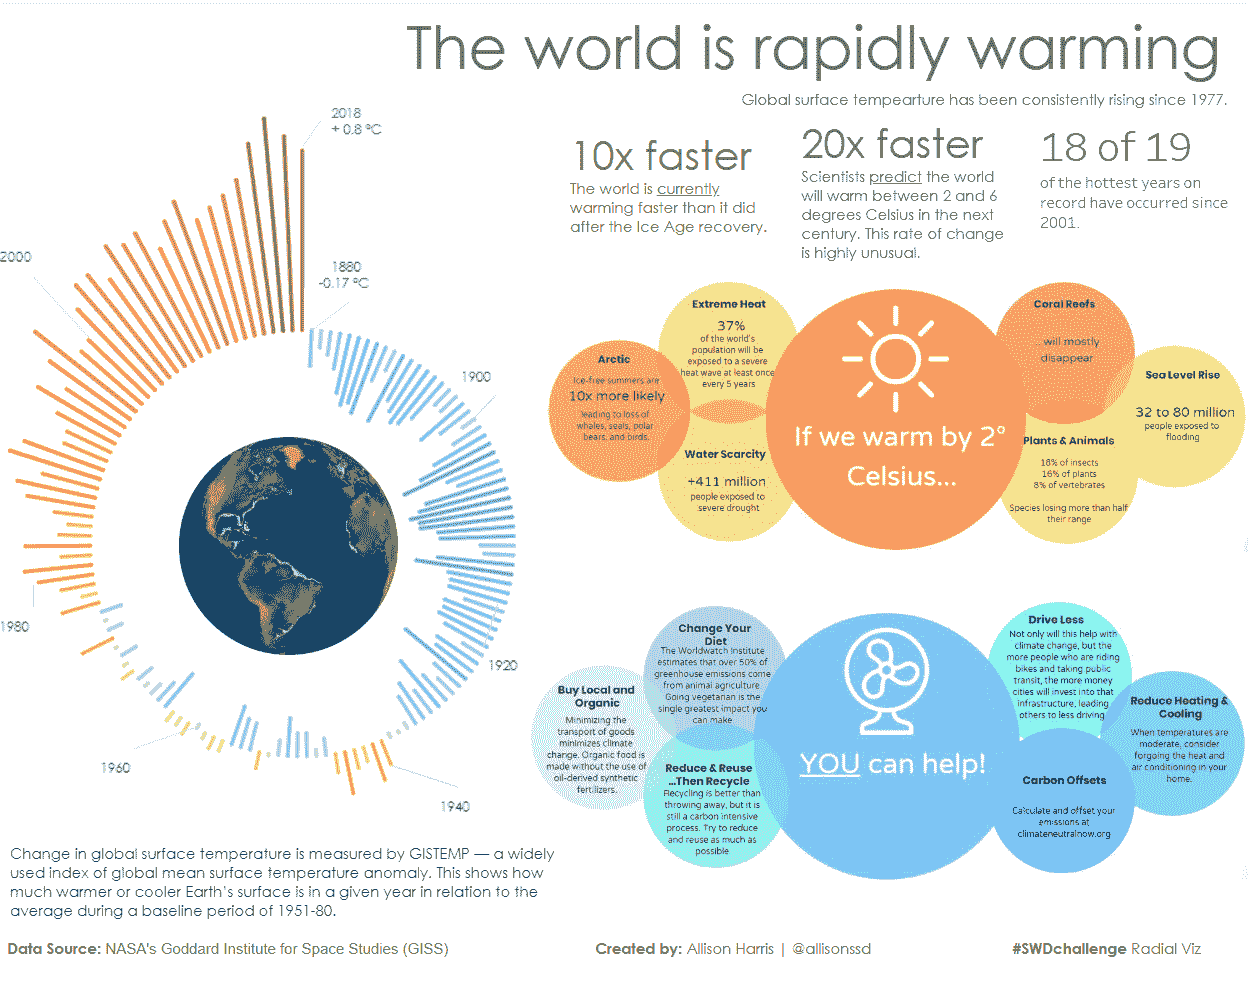 The world is rapidly warming
Global surface tempearture has been consistently rising since 1977.
10x faster
The world is currently
warming faster than it did
after the Ice Age recovery.
20x faster
Scientists predict the world
will warm between 2 and 6
degrees Celsius in the next
century. This rate of change
is highly unusual.
18 of 19
of the hottest years on
record have occurred since
2001.
2018
+ 0.8 ºC
1880
-0.17 ºC
1900
1920
1940
1960
1980
2000
Arctic
Ice-free summers are
10x more likely
leading to loss of
whales, seals, polar
bears, and birds.
Extreme Heat
37%
of the world's
population will be
exposed to a severe
heat wave at least once
every 5 years
Water Scarcity
+411 million
people exposed to
severe drought
If we warm by 2°
Celsius...
Coral Reefs
...will mostly
disappear
Sea Level Rise
32 to 80 million
people exposed to
flooding
Plants & Animals
18% of insects
16% of plants
8% of vertebrates
Species losing more than half
their range
Buy Local and
Organic
Minimizing the
transport of goods
minimizes climate
change. Organic food is
made without the use of
oil-derived synthetic
fertilizers.
Change Your
Diet
The Worldwatch Institute
estimates that over 50% of
greenhouse emissions come
from animal agriculture.
Going vegetarian is the
single greatest impact you
can make
Reduce & Reuse
...Then Recycle
Recycling is better than
throwing away, but it is
still a carbon intensive
process. Try to reduce
and reuse as much as
possible
YOU can help!
Drive Less
Not only will this help with
climate change, but the
more people who are riding
bikes and taking public
transit, the more money
cities will invest into that
infrastructure, leading
others to less driving
Reduce Heating &
Cooling
When temperatures are
moderate, consider
forgoing the heat and
air conditioning in your
home.
Carbon Offsets
Calculate and offset your
emissions at
climateneutralnow.org
Change in global surface temperature is measured by GISTEMP — a widely
used index of global mean surface temperature anomaly. This shows how
much warmer or cooler Earth's surface is in a given year in relation to the
average during a baseline period of 1951-80.
Data Source: NASA's Goddard Institute for Space Studies (GISS)
Created by: Allison Harris | @allisonssd
#SWDchallenge Radial Viz